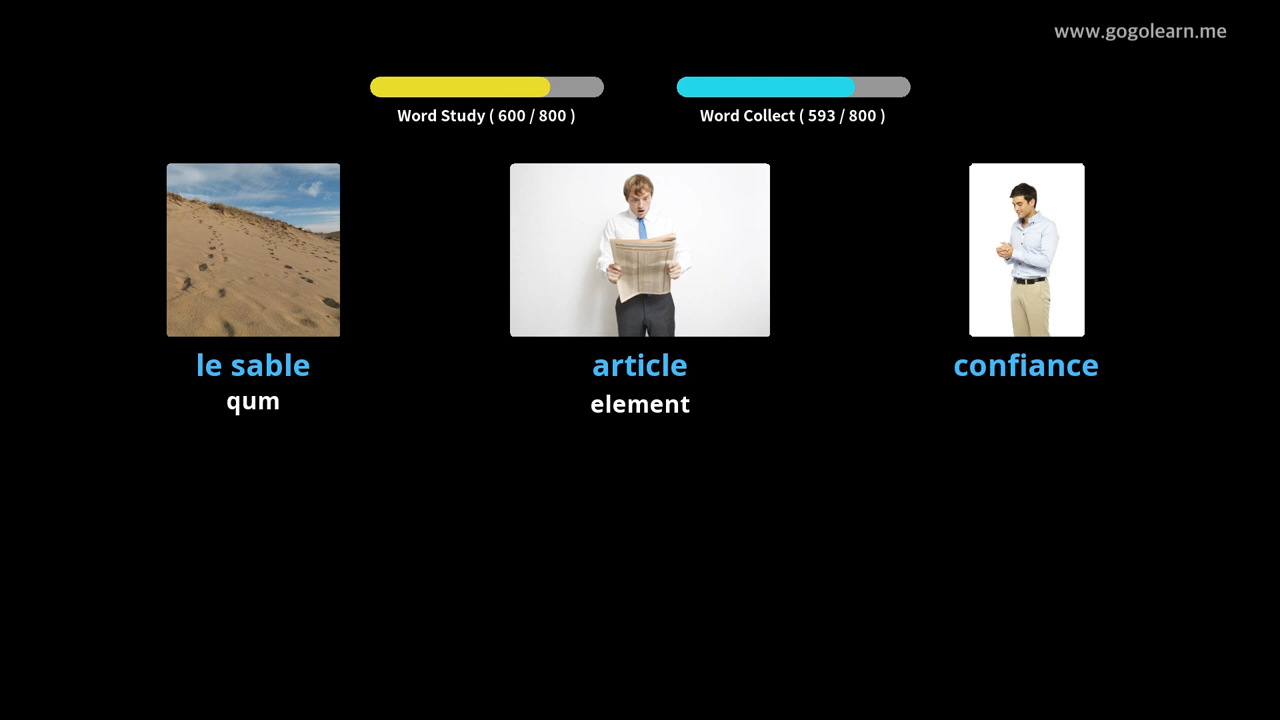 www.gogolearn.me
Word Study ( 600 / 800 )
Word Collect ( 593 / 800 )
le sable
qum
article
element
confiance